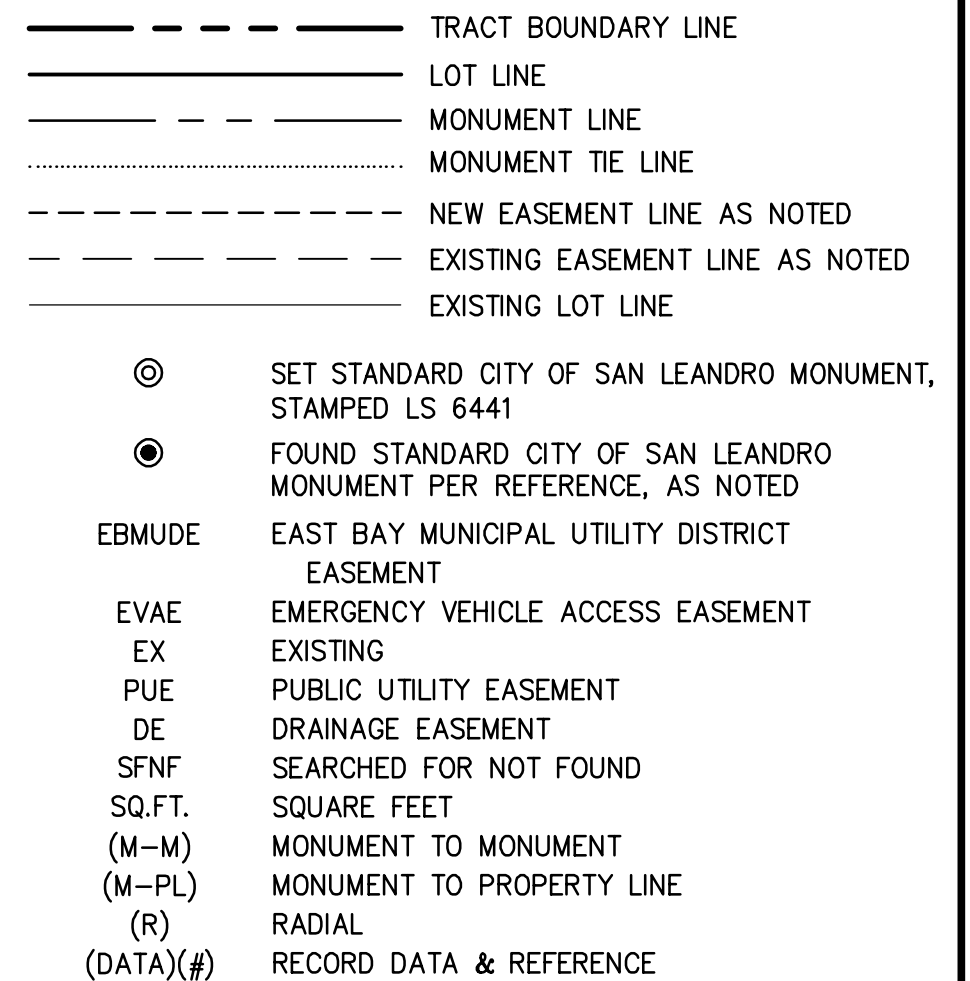 TRACT BOUNDARY LINE
LOT LINE
MONUMENT LINE
MONUMENT TIE LINE
NEW EASEMENT LINE AS NOTED
EXISTING EASEMENT LINE AS NOTED
EXISTING LOT LINE
SET STANDARD CITY OF SAN LEANDRO MONUMENT,
STAMPED LS 6441
FOUND STANDARD CITY OF SAN LEANDRO
MONUMENT PER REFERENCE, AS NOTED
EBMUDE EAST BAY MUNICIPAL UTILITY DISTRICT
EASEMENT
EVAE EMERGENCY VEHICLE ACCESS EASEMENT
EX EXISTING
PUE PUBLIC UTILITY EASEMENT
DE DRAINAGE EASEMENT
SFNF SEARCHED FOR NOT FOUND
SQ.FT. SQUARE FEET
(M–M) MONUMENT TO MONUMENT
(M–PL) MONUMENT TO PROPERTY LINE
(R) RADIAL
(DATA)(#) RECORD DATA & REFERENCE